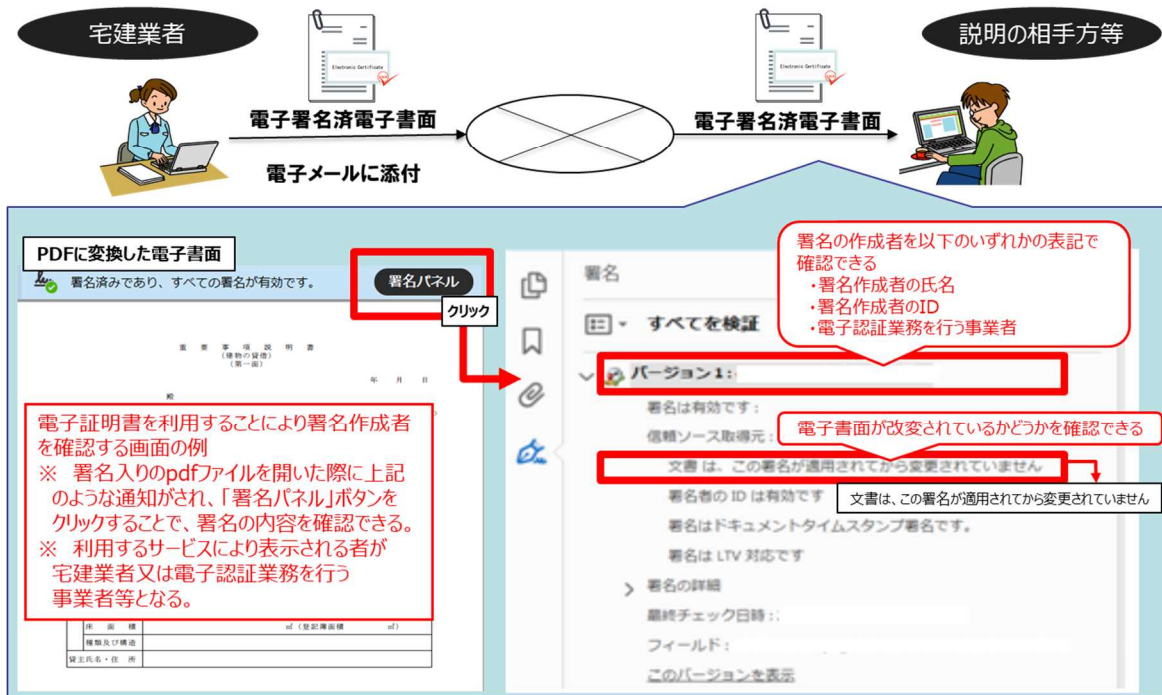 宅建業者
説明の相手方等
Electronic Certificate
Electronic Certificate
電子署名済電子書面
電子署名済電子書面
電子メールに添付
PDFに変換した電子書面
署名済みであり、すべての署名が有効です。
署名パネル
クリック
重要事項説明書
(建物の貸借)
(第一面)
年 月 日
殿
電子証明書を利用することにより署名作成者
を確認する画面の例
※ 署名入りのpdfファイルを開いた際に上記
のような通知がされ、「署名パネル」ボタンを
クリックすることで、署名の内容を確認できる。
※ 利用するサービスにより表示される者が
宅建業者又は電子認証業務を行う
事業者等となる。
床面積 ㎡(登記簿面積 ㎡)
種類及び構造
貸主氏名・住所
署名
署名の作成者を以下のいずれかの表記で
確認できる
・署名作成者の氏名
・署名作成者のID
・電子認証業務を行う事業者
すべてを検証
バージョン 1:
署名は有効です:
信頼ソース取得元:
電子書面が改変されているかどうかを確認できる
文書 は、この署名が適用されてから変更されていません
署名者の ID は有効です
文書は、この署名が適用されてから変更されていません
署名はドキュメントタイムスタンプ署名です。
署名は LTV 対応です
署名の詳細
最終チェック日時:
フィールド:
このバージョンを表示